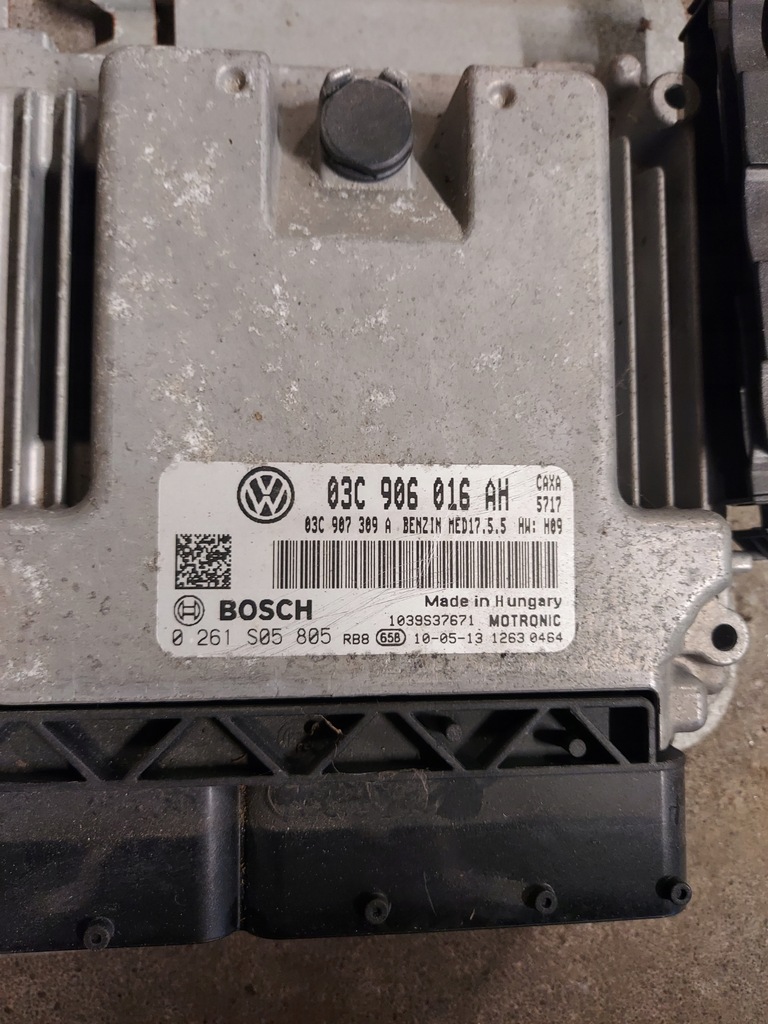 VW 03C 906 016 AH CAXA
5717
03C 907 309 A BENZIN MED17.5.5 HW: H09
BOSCH Made in Hungary
1039S37671 MOTRONIC
0 261 S05 805 RB8 658 10-05-13 1263 0464